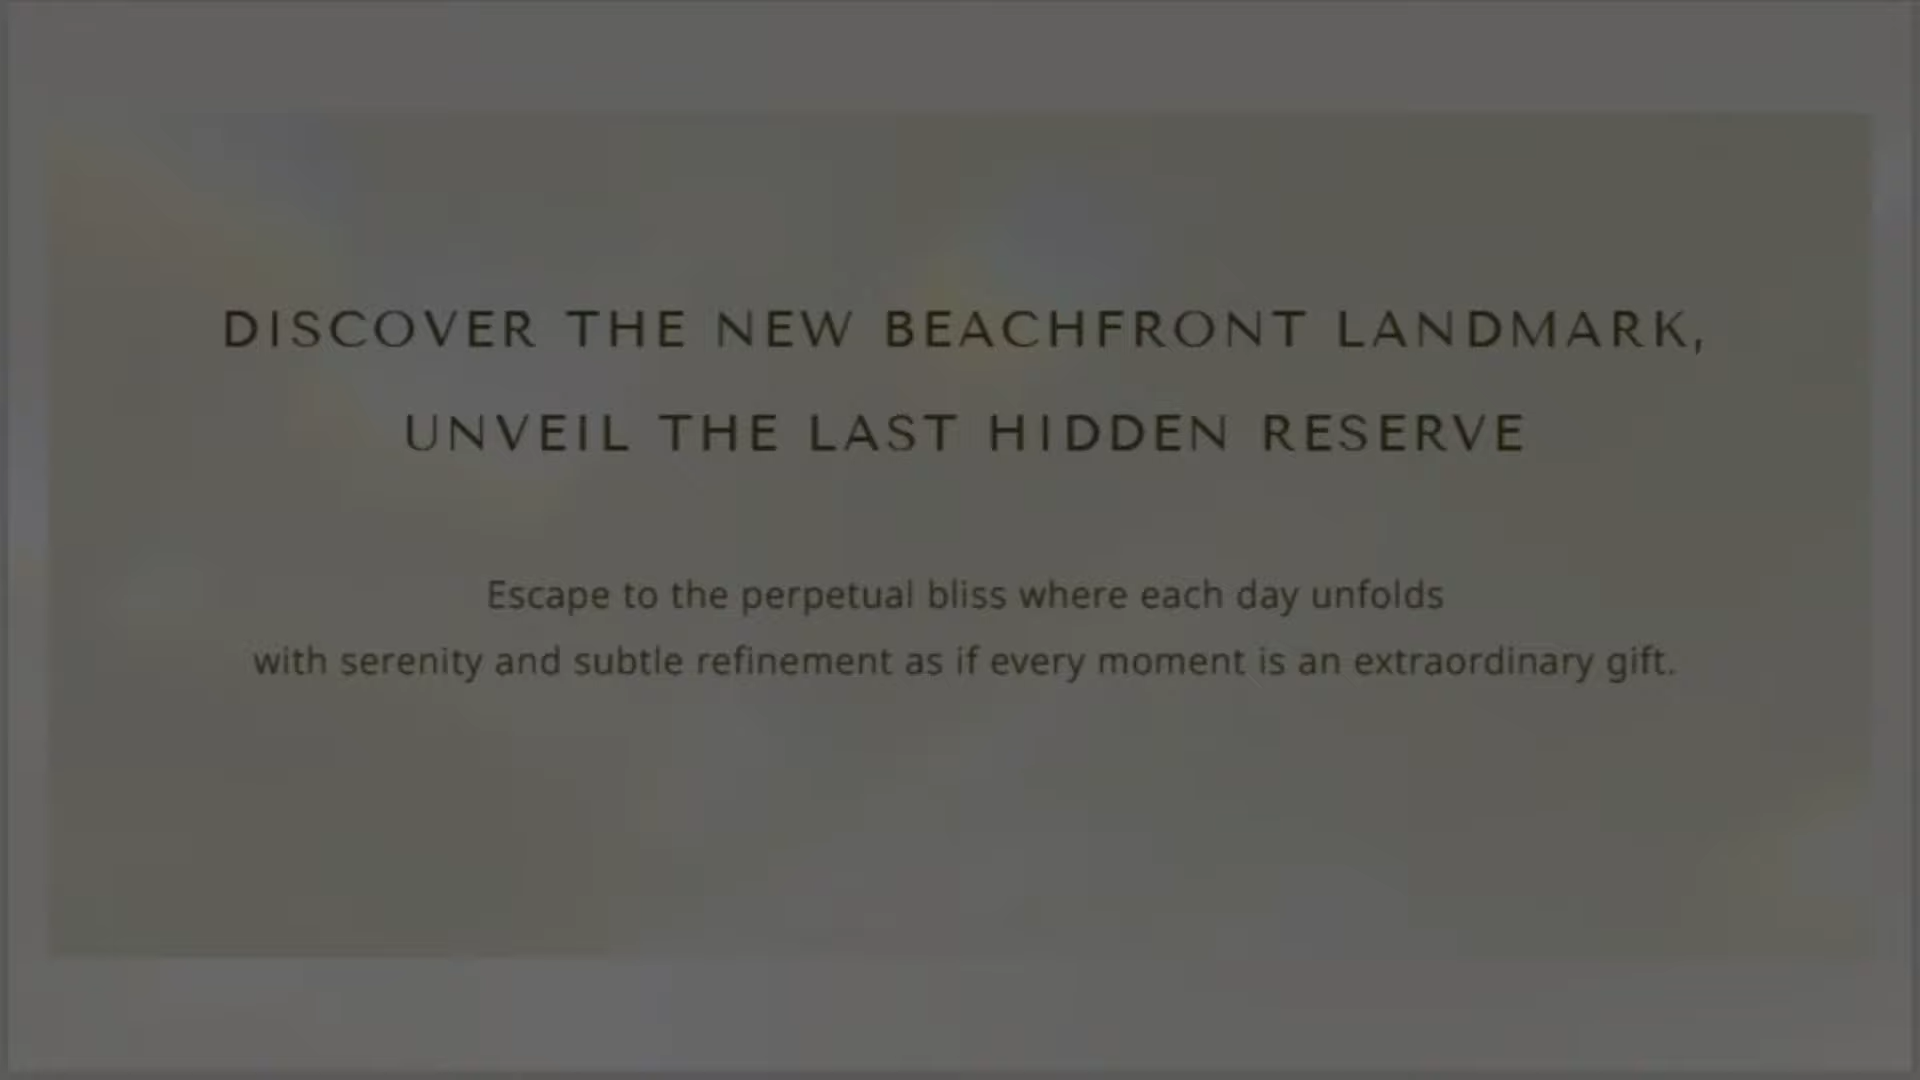 DISCOVER THE NEW BEACHFRONT LANDMARK,
UNVEIL THE LAST HIDDEN RESERVE
Escape to the perpetual bliss where each day unfolds
with serenity and subtle refinement as if every moment is an extraordinary gift.